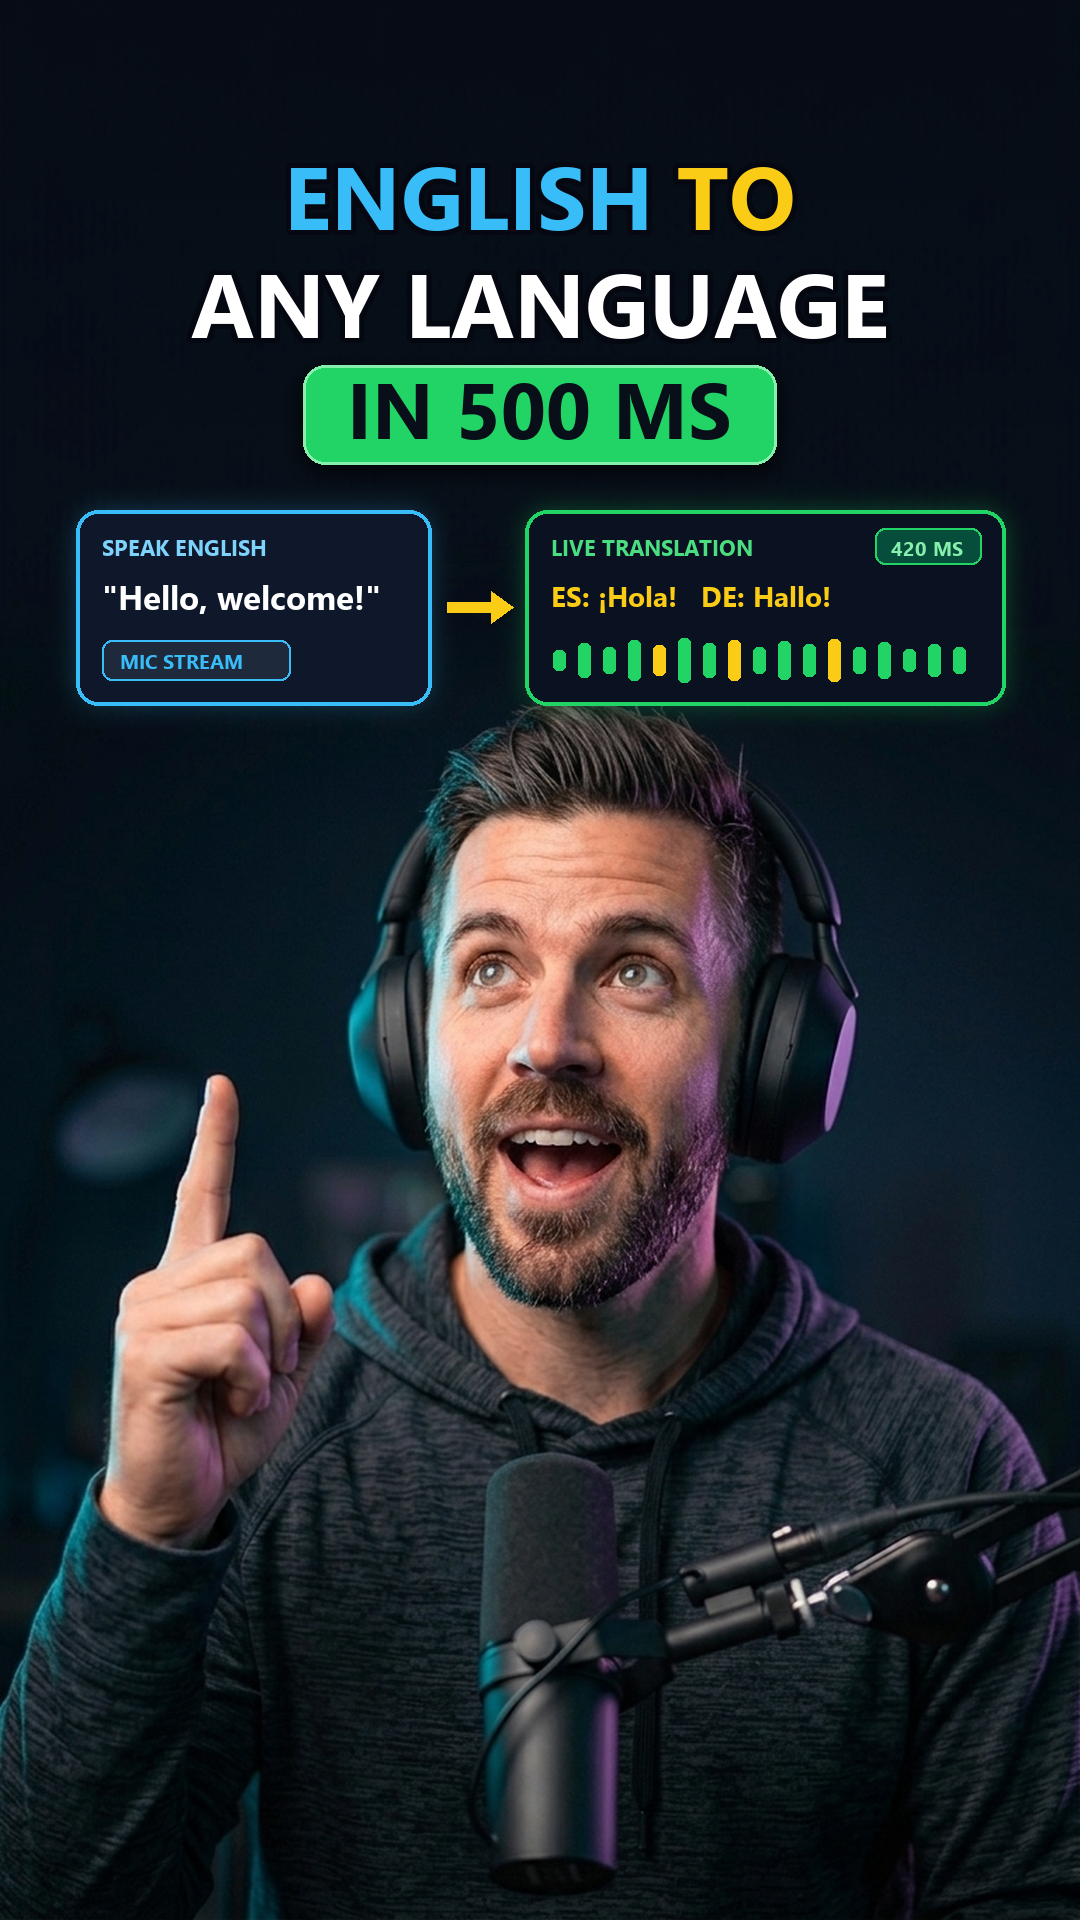 ENGLISH TO
ANY LANGUAGE
IN 500 MS
SPEAK ENGLISH
"Hello, welcome!"
MIC STREAM
LIVE TRANSLATION
420 MS
ES: ¡Hola! DE: Hallo!